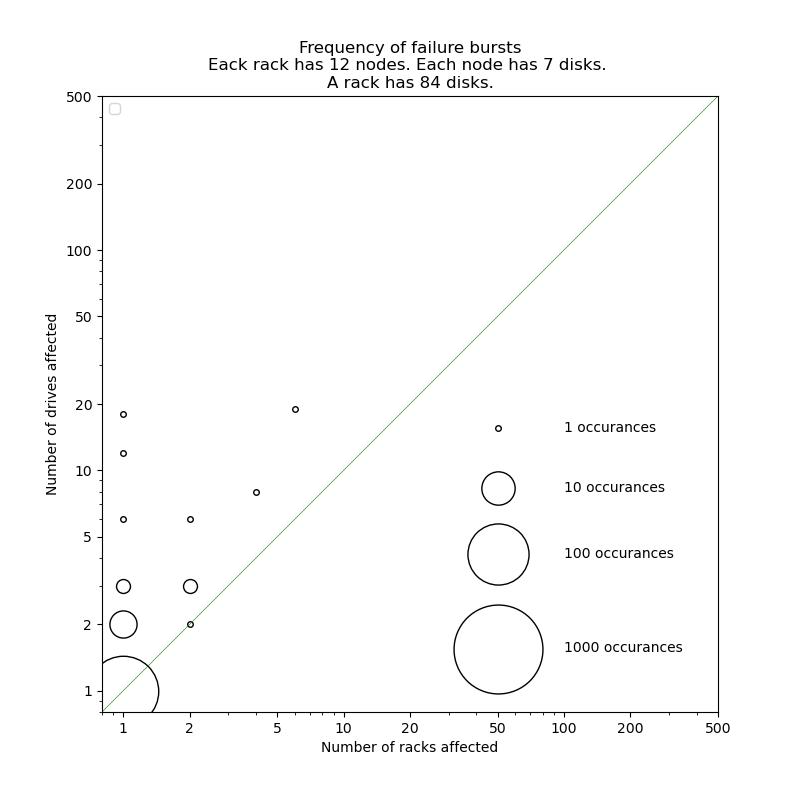 Frequency of failure bursts
Eack rack has 12 nodes. Each node has 7 disks.
A rack has 84 disks.
500
200
100
50
20
10
5
2
1
Number of drives affected
1 occurances
10 occurances
100 occurances
1000 occurances
1 2 5 10 20 50 100 200 500
Number of racks affected